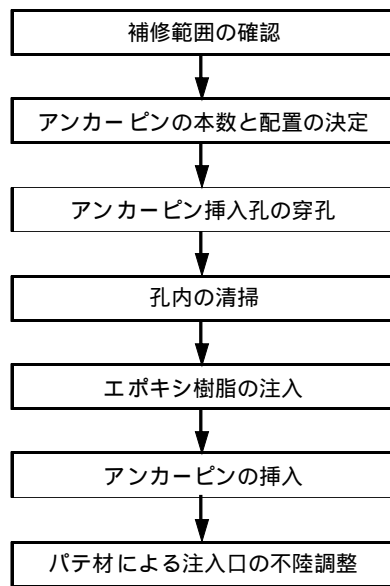 補修範囲の確認
アンカーピンの本数と配置の決定
アンカーピン挿入孔の穿孔
孔内の清掃
エポキシ樹脂の注入
アンカーピンの挿入
パテ材による注入口の不陸調整